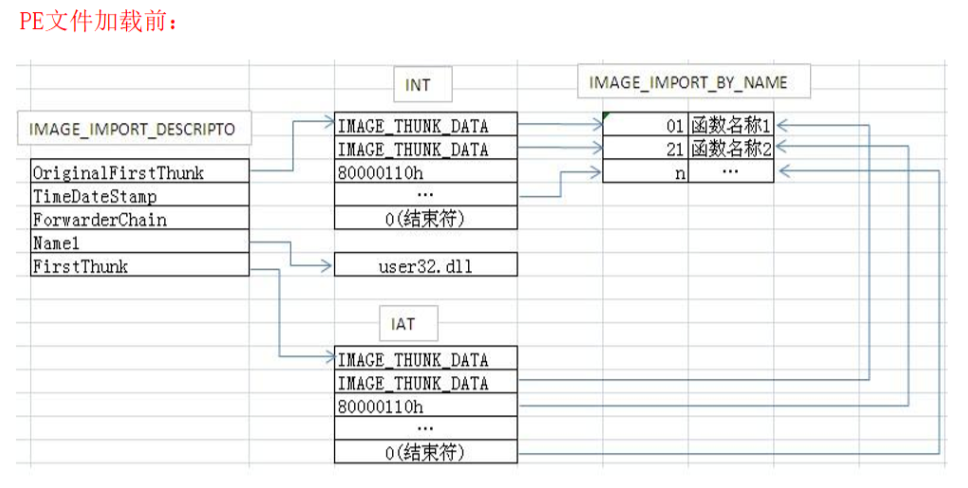 PE文件加载前：
INT
IMAGE_IMPORT_BY_NAME
IMAGE_IMPORT_DESCRIPTO
OriginalFirstThunk
TimeDateStamp
ForwarderChain
Name1
FirstThunk
IMAGE_THUNK_DATA
IMAGE_THUNK_DATA
80000110h
...
0(结束符)
01 函数名称1
21 函数名称2
n ...
user32.dll
IAT
IMAGE_THUNK_DATA
IMAGE_THUNK_DATA
80000110h
...
0(结束符)